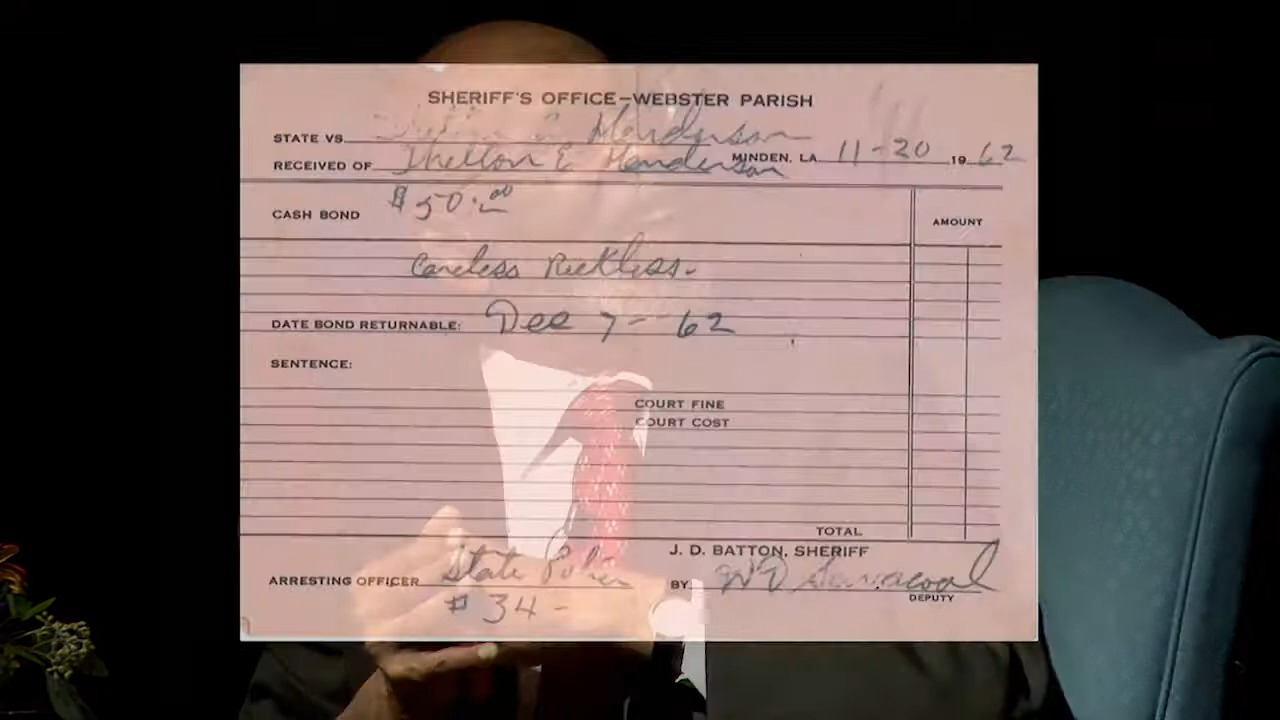 SHERIFF'S OFFICE–WEBSTER PARISH
STATE VS. Henderson
RECEIVED OF Shelton E Henderson MINDEN, LA 11-20 1962
CASH BOND $50.00
AMOUNT
Careless Reckless.
DATE BOND RETURNABLE: Dec 7- 62
SENTENCE:
COURT FINE
COURT COST
TOTAL
J. D. BATTON, SHERIFF
ARRESTING OFFICER State Police BY
DEPUTY
# 34-